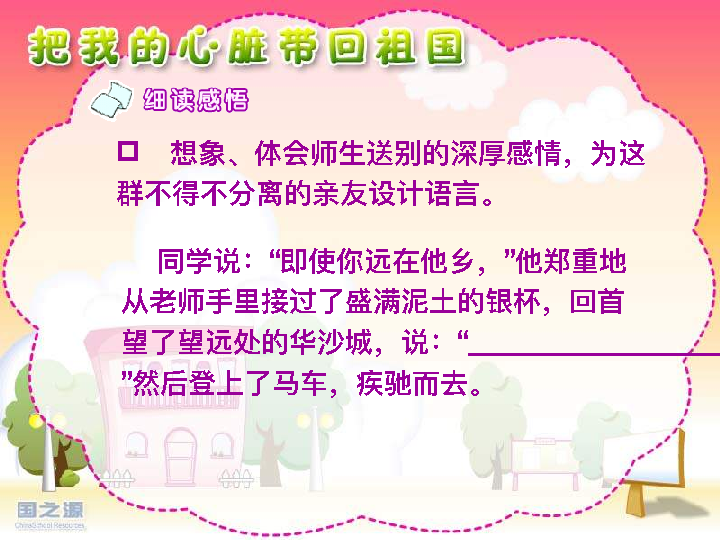 把我的心脏带回祖国
细读感悟
想象、体会师生送别的深厚感情，为这
群不得不分离的亲友设计语言。
同学说：“即使你远在他乡，”他郑重地
从老师手里接过了盛满泥土的银杯，回首
望了望远处的华沙城，说：“____________________
”然后登上了马车，疾驰而去。
国之源
ChinaSchool Resources